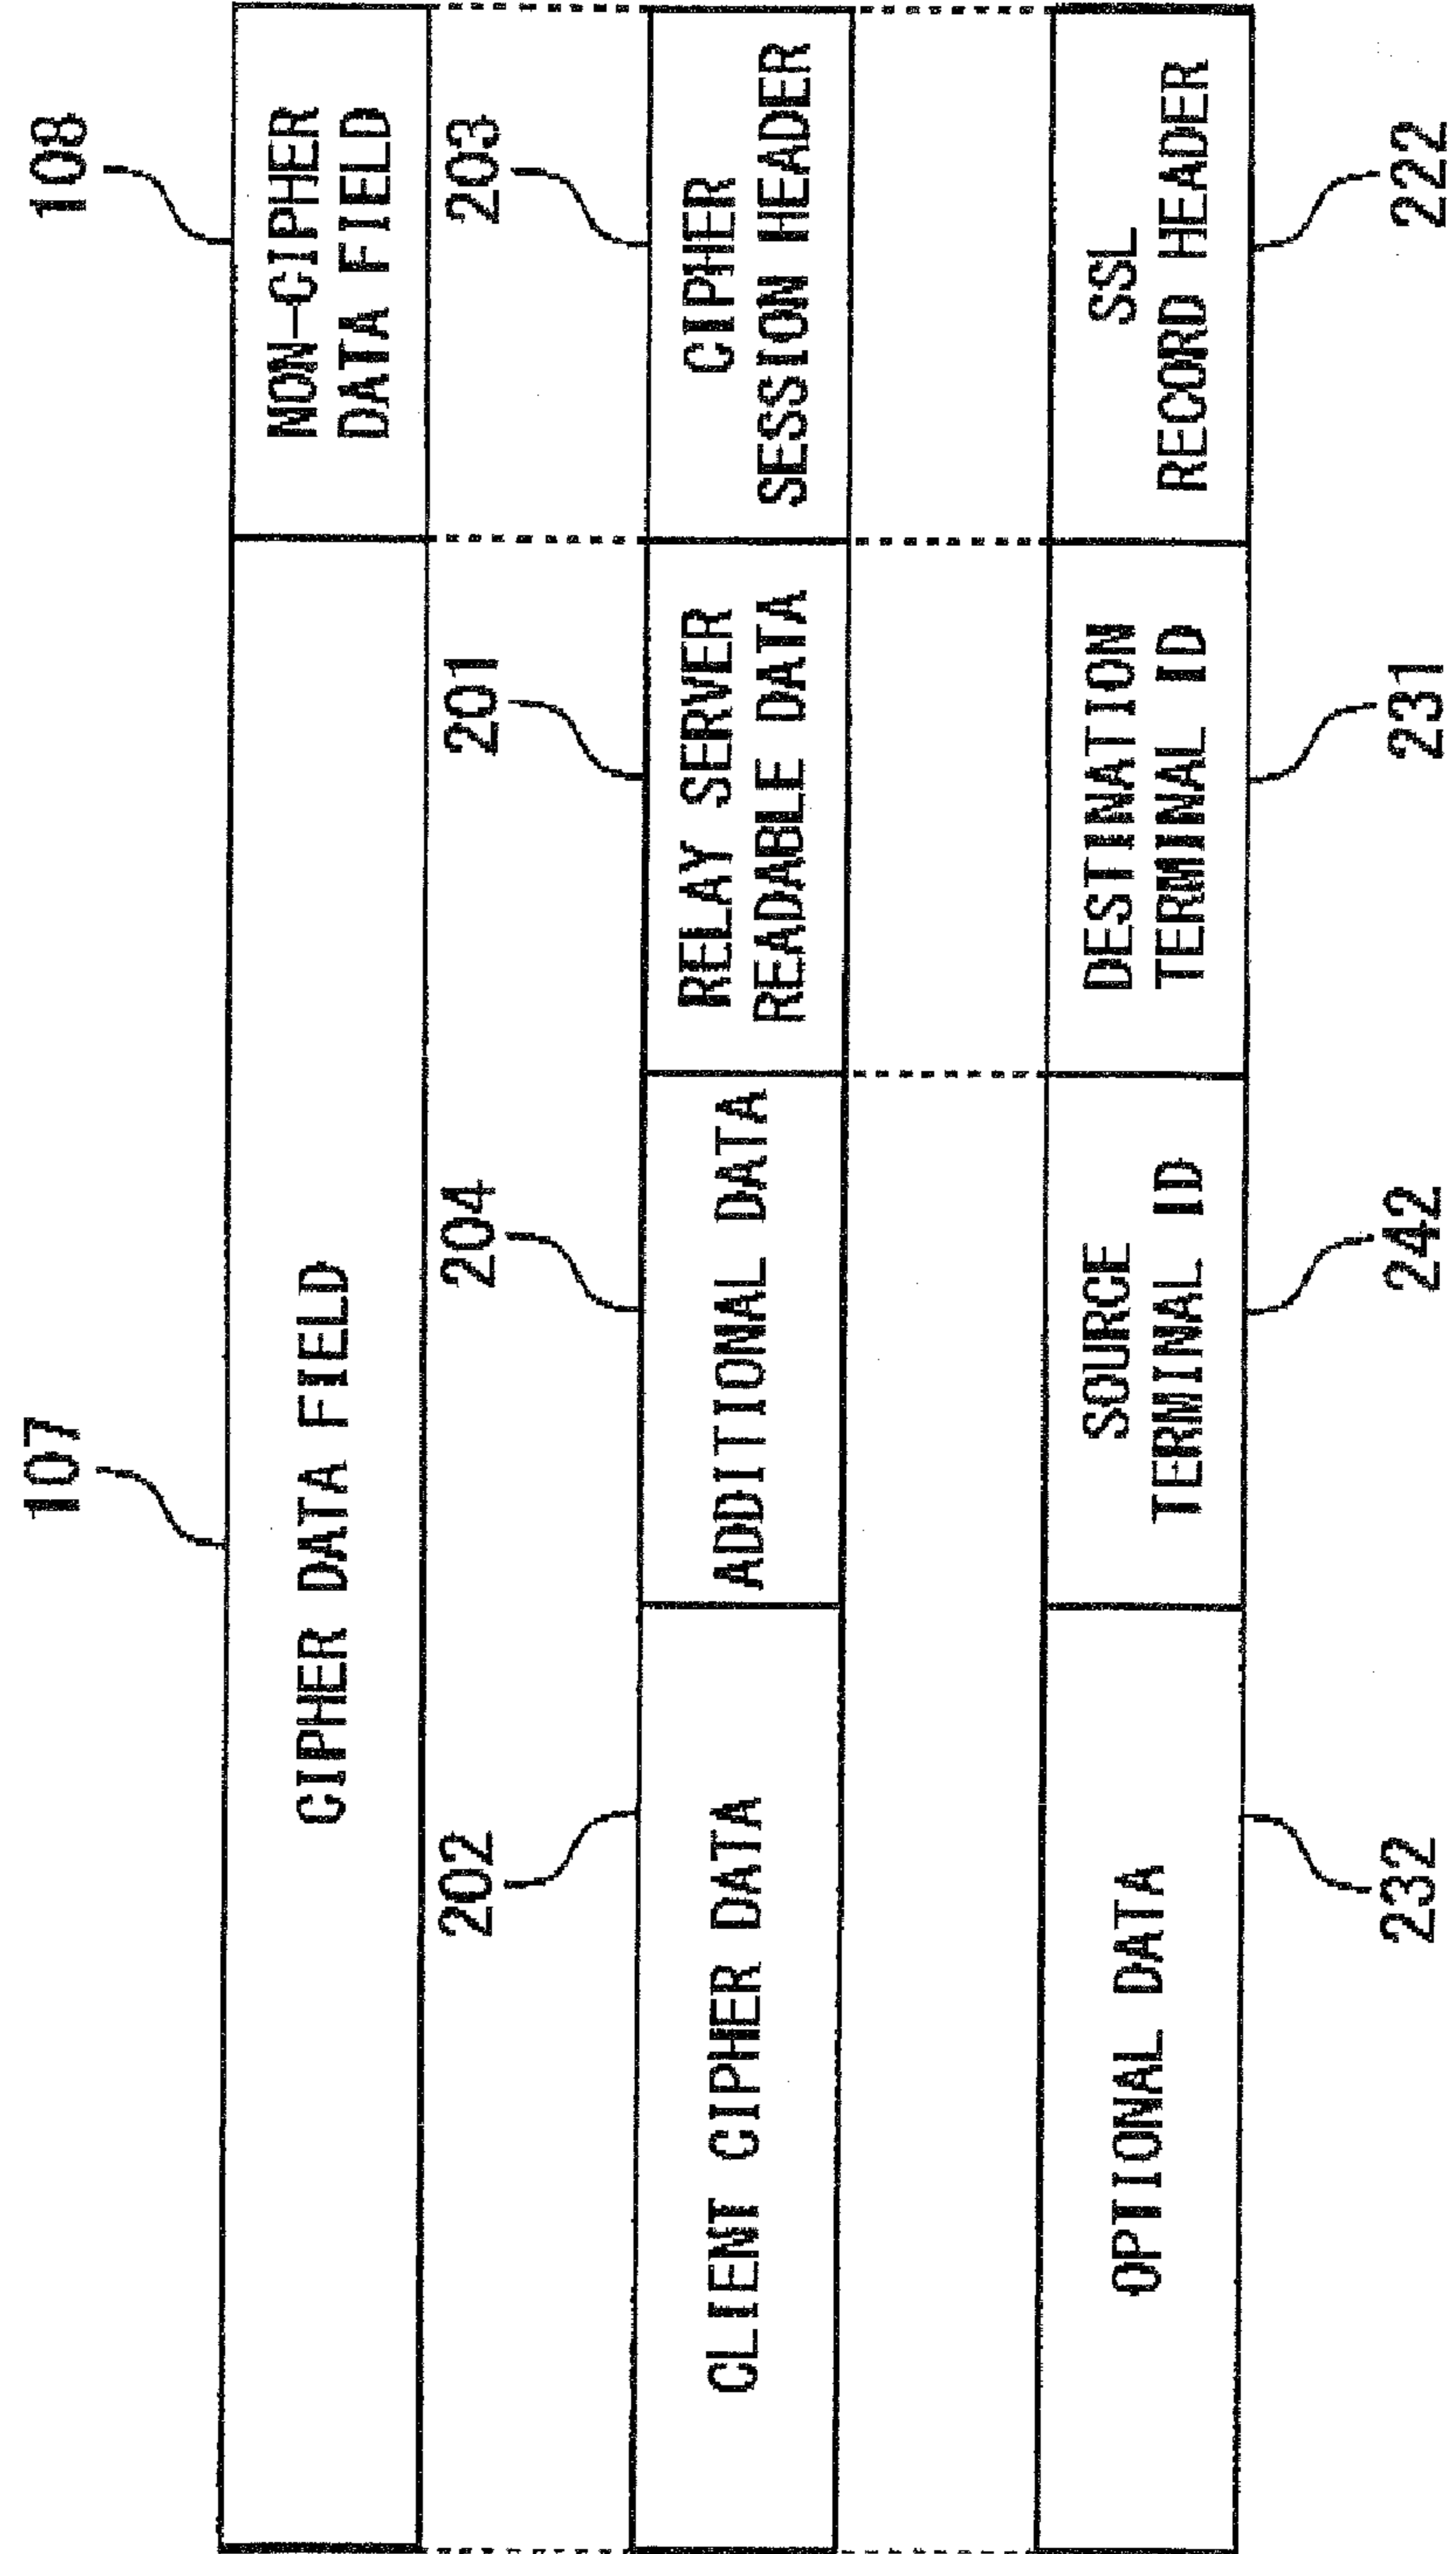 107
108
CIPHER DATA FIELD
NON-CIPHER
DATA FIELD
202
204
201
203
CLIENT CIPHER DATA
ADDITIONAL DATA
RELAY SERVER
READABLE DATA
CIPHER
SESSION HEADER
OPTIONAL DATA
SOURCE
TERMINAL ID
DESTINATION
TERMINAL ID
SSL
RECORD HEADER
232
242
231
222